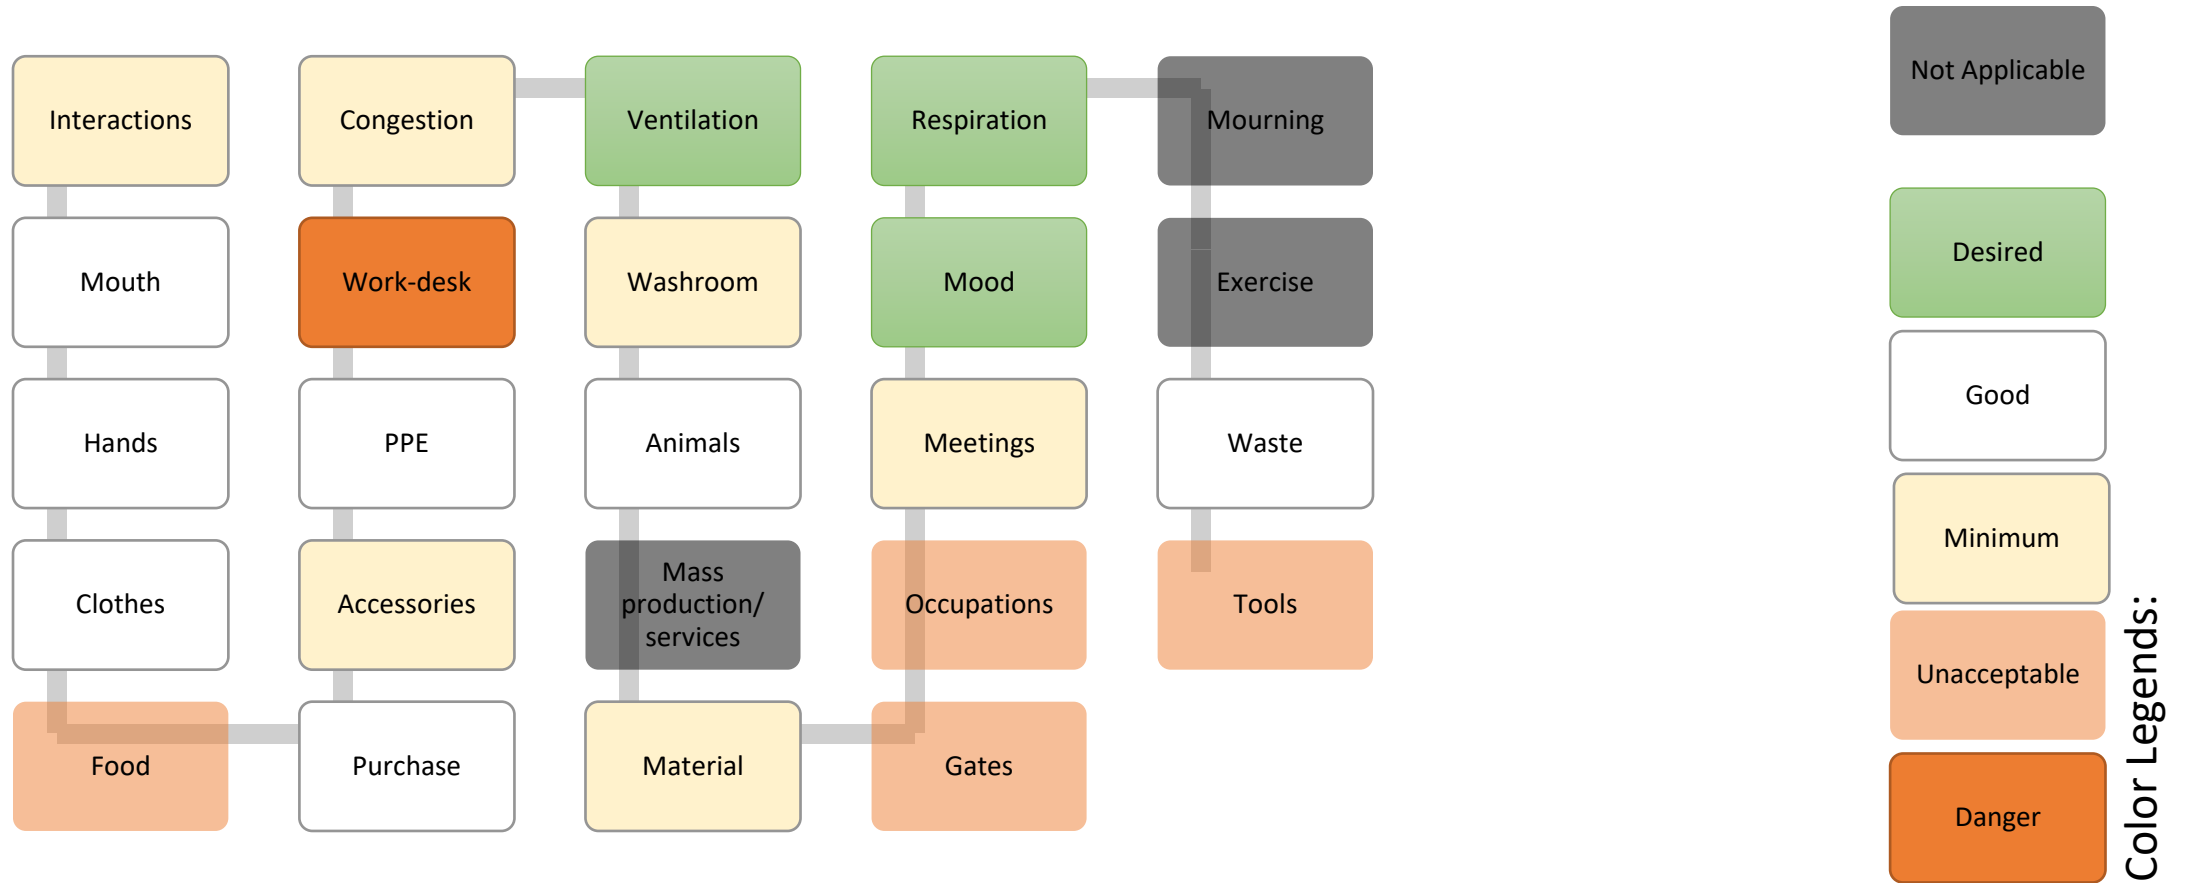 Interactions
Congestion
Ventilation
Respiration
Mourning
Mouth
Work-desk
Washroom
Mood
Exercise
Hands
PPE
Animals
Meetings
Waste
Clothes
Accessories
Mass
production/
services
Occupations
Tools
Food
Purchase
Material
Gates
Not Applicable
Desired
Good
Minimum
Unacceptable
Danger
Color Legends: